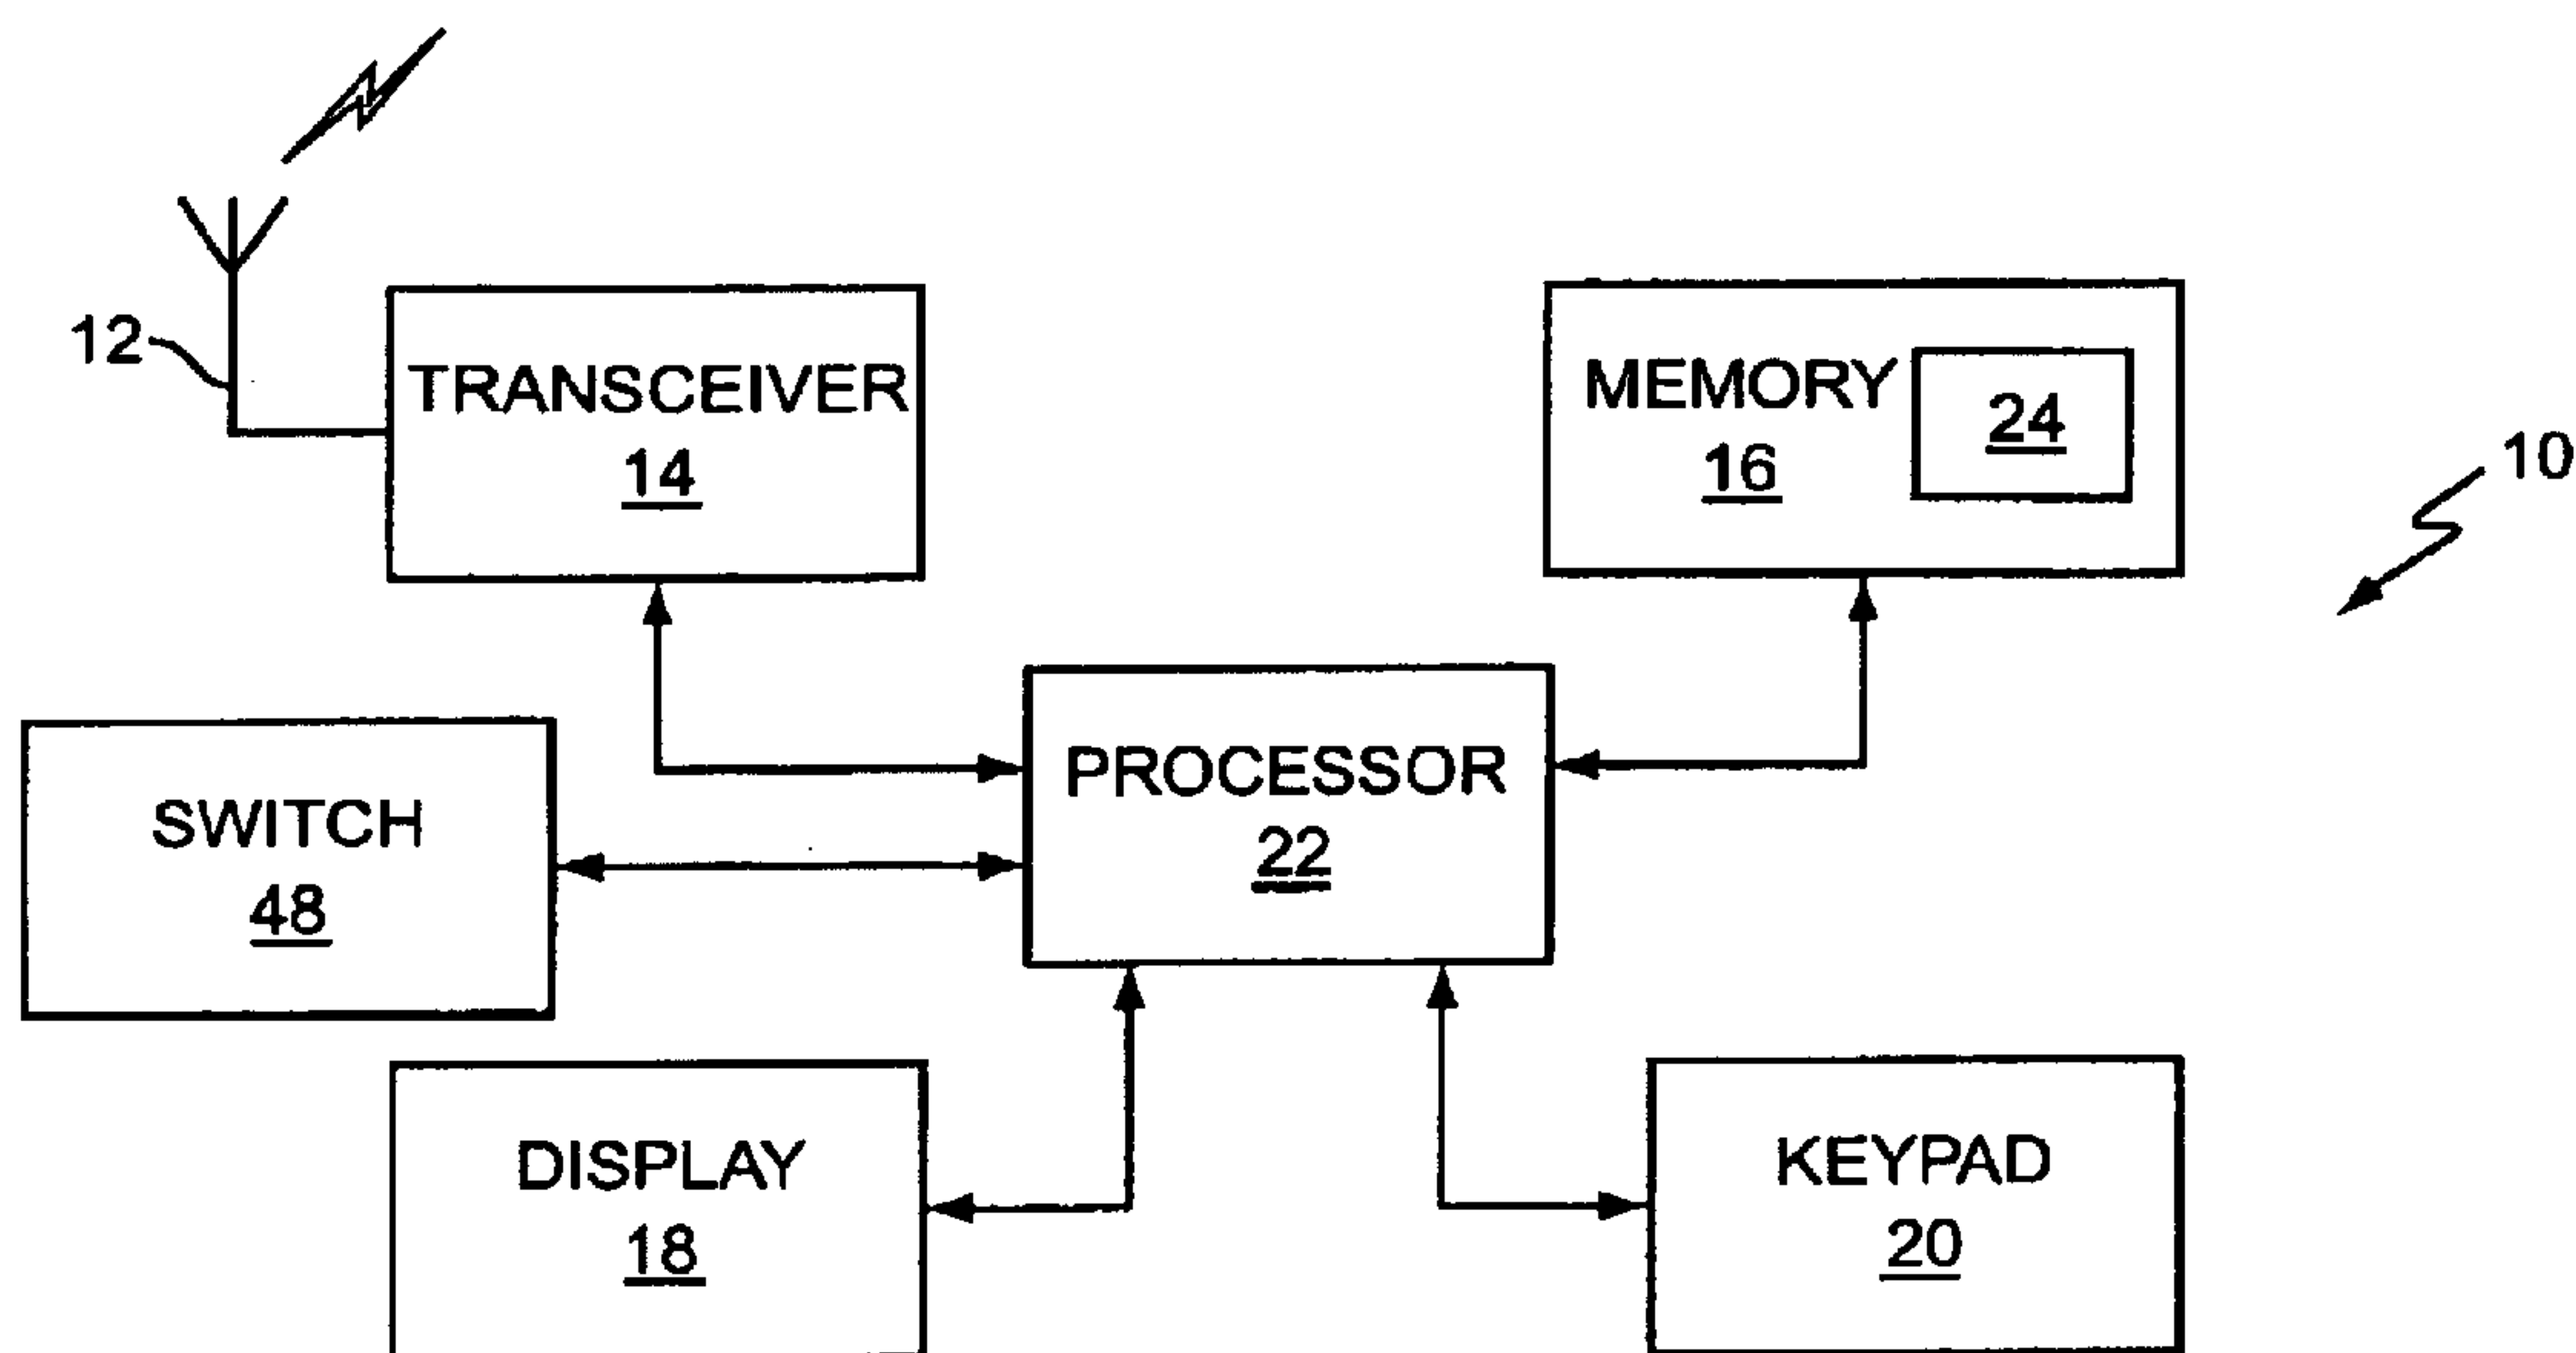 12
TRANSCEIVER
14
MEMORY
16
24
10
SWITCH
48
PROCESSOR
22
DISPLAY
18
KEYPAD
20